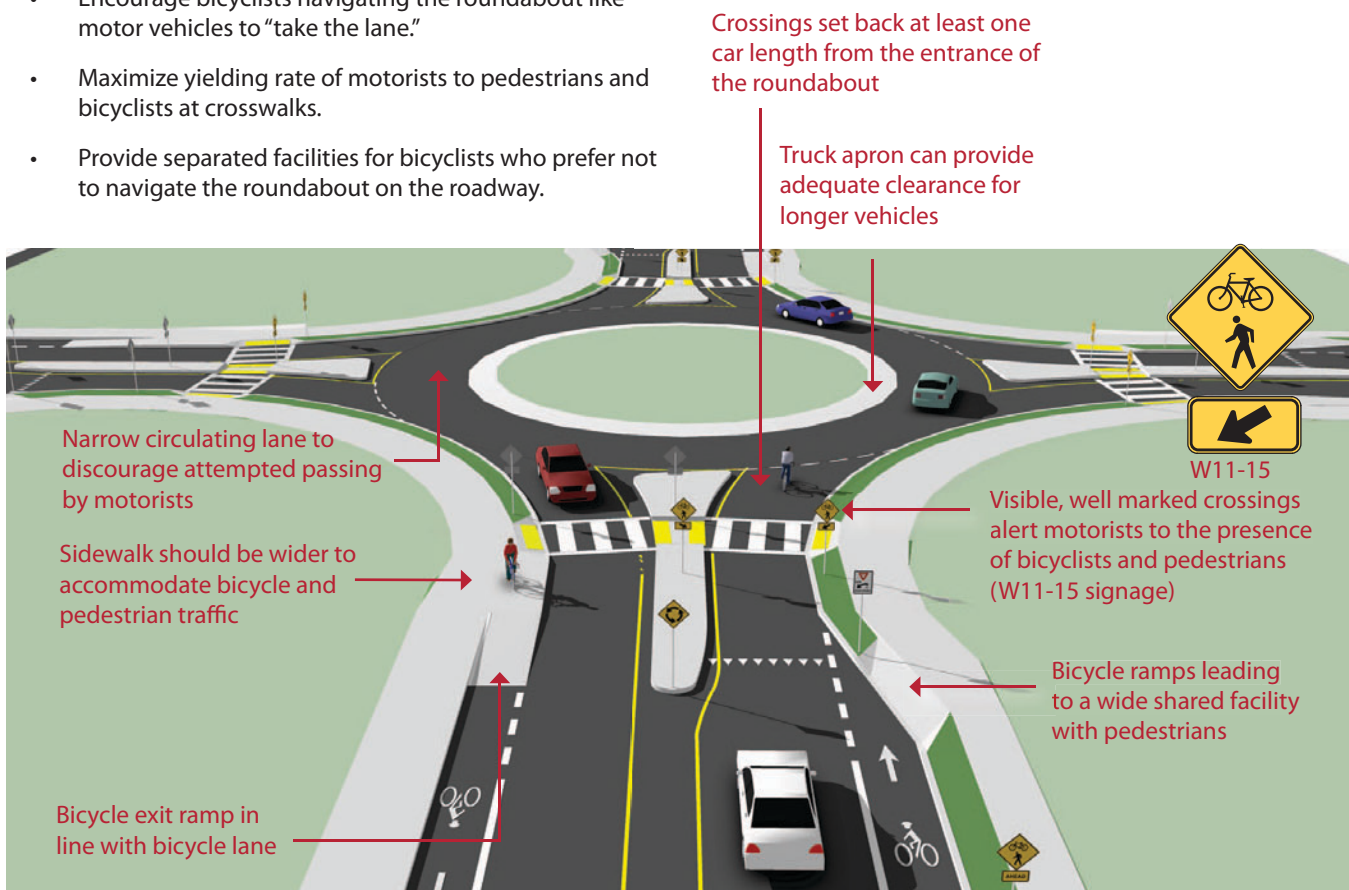 • Encourage bicyclists navigating the roundabout like
motor vehicles to “take the lane.”
• Maximize yielding rate of motorists to pedestrians and
bicyclists at crosswalks.
• Provide separated facilities for bicyclists who prefer not
to navigate the roundabout on the roadway.
Crossings set back at least one
car length from the entrance of
the roundabout
Truck apron can provide
adequate clearance for
longer vehicles
Narrow circulating lane to
discourage attempted passing
by motorists
Sidewalk should be wider to
accommodate bicycle and
pedestrian traffic
Bicycle exit ramp in
line with bicycle lane
W11-15
Visible, well marked crossings
alert motorists to the presence
of bicyclists and pedestrians
(W11-15 signage)
Bicycle ramps leading
to a wide shared facility
with pedestrians
AHEAD